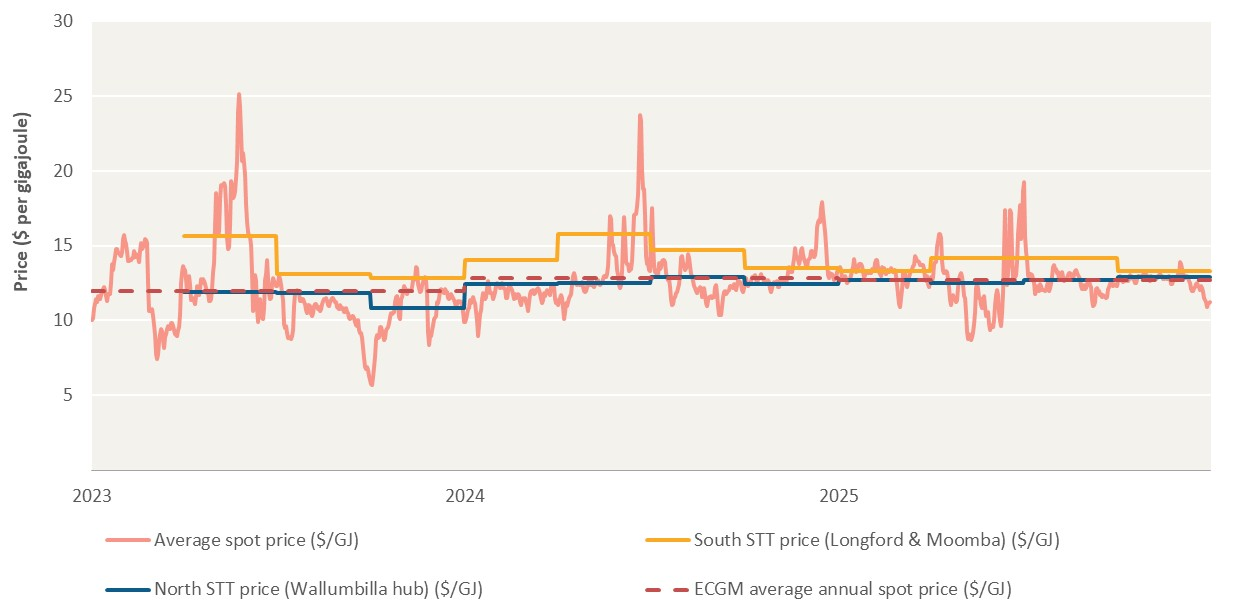 30
25
20
15
10
5
Price ($ per gigajoule)
2023 2024 2025
Average spot price ($/GJ) South STT price (Longford & Moomba) ($/GJ)
North STT price (Wallumbilla hub) ($/GJ) ECGM average annual spot price ($/GJ)